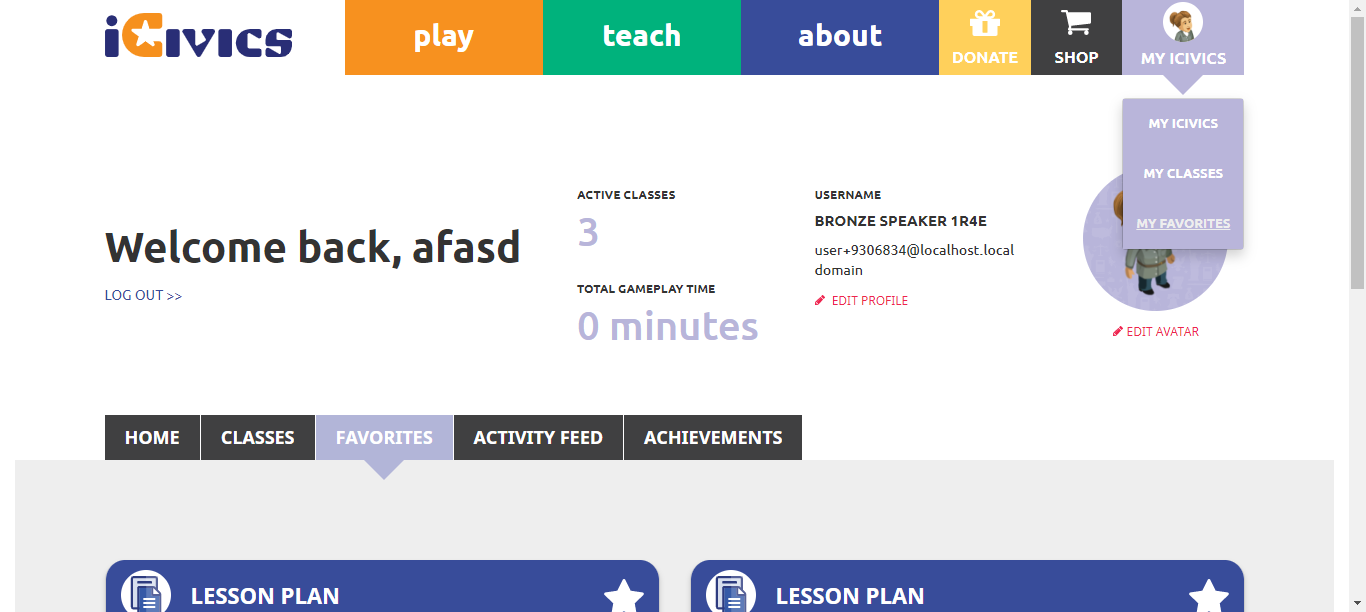 iCivics
play
teach
about
DONATE
SHOP
MY ICIVICS
MY ICIVICS
MY CLASSES
MY FAVORITES
Welcome back, afasd
LOG OUT >>
ACTIVE CLASSES
3
TOTAL GAMEPLAY TIME
0 minutes
USERNAME
BRONZE SPEAKER 1R4E
user+9306834@localhost.local
domain
EDIT PROFILE
EDIT AVATAR
HOME
CLASSES
FAVORITES
ACTIVITY FEED
ACHIEVEMENTS
LESSON PLAN
LESSON PLAN